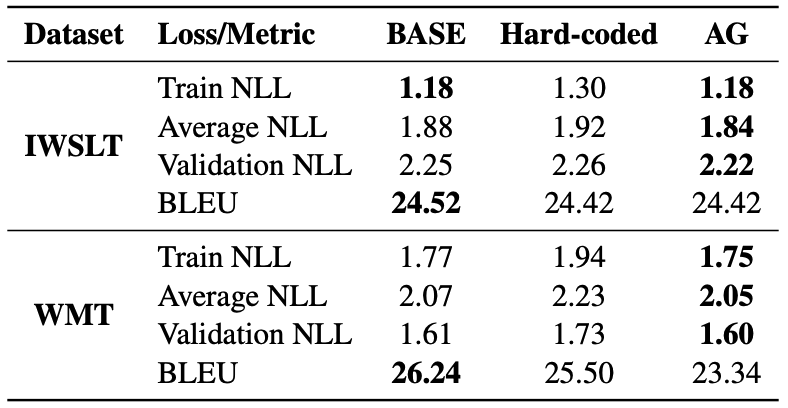 Dataset Loss/Metric BASE Hard-coded AG
Train NLL 1.18 1.30 1.18
Average NLL 1.88 1.92 1.84
IWSLT
Validation NLL 2.25 2.26 2.22
BLEU 24.52 24.42 24.42
Train NLL 1.77 1.94 1.75
Average NLL 2.07 2.23 2.05
WMT
Validation NLL 1.61 1.73 1.60
BLEU 26.24 25.50 23.34